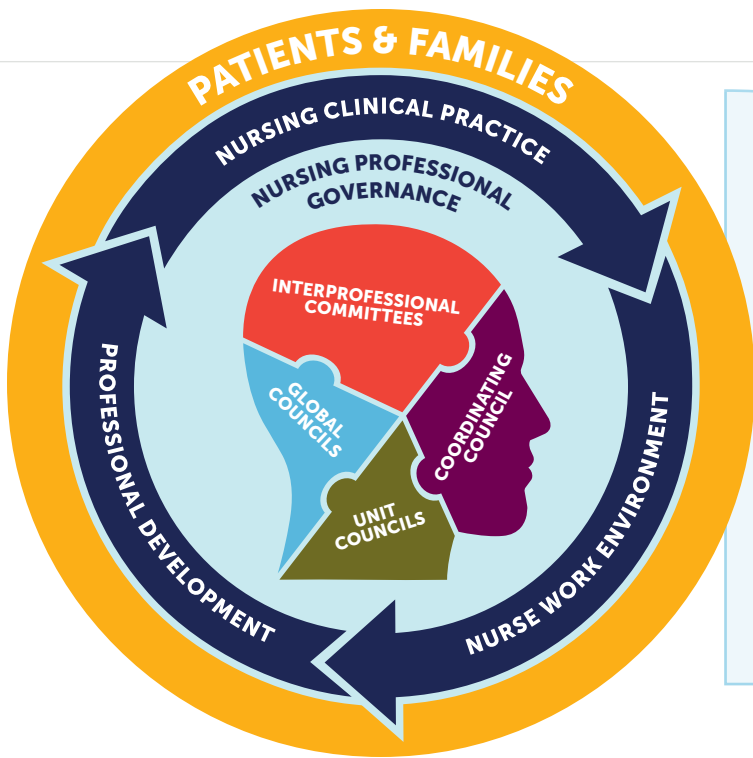 PATIENTS & FAMILIES
NURSING CLINICAL PRACTICE
NURSING PROFESSIONAL
GOVERNANCE
INTERPROFESSIONAL
COMMITTEES
GLOBAL
COUNCILS
COORDINATING
COUNCIL
UNIT
COUNCILS
PROFESSIONAL DEVELOPMENT
NURSE WORK ENVIRONMENT